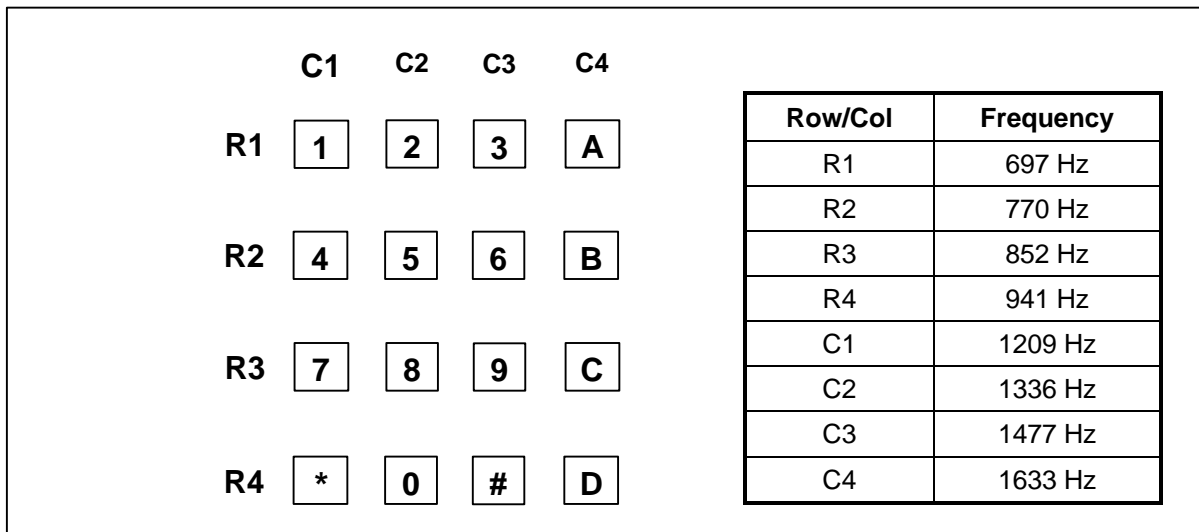 C1 C2 C3 C4
R1 1 2 3 A
R2 4 5 6 B
R3 7 8 9 C
R4 * 0 # D
Row/Col Frequency
R1 697 Hz
R2 770 Hz
R3 852 Hz
R4 941 Hz
C1 1209 Hz
C2 1336 Hz
C3 1477 Hz
C4 1633 Hz